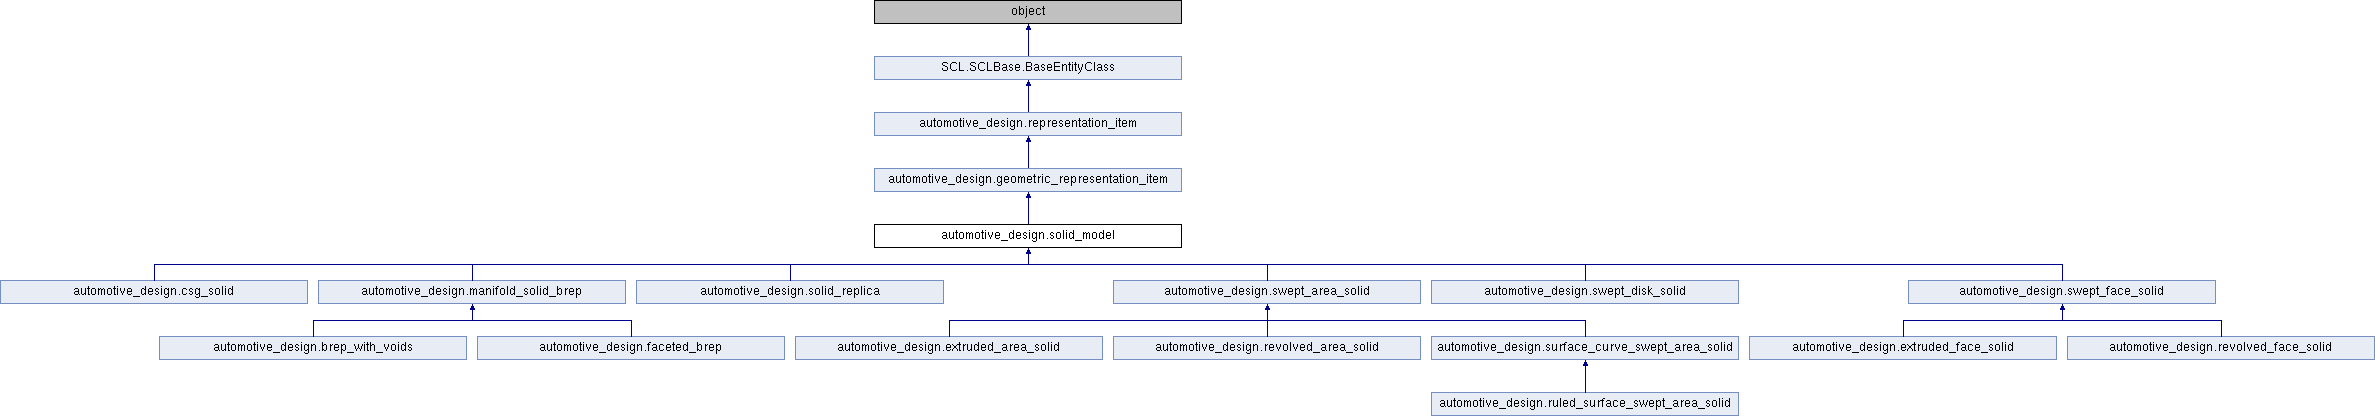 object
SCL.SCLBase.BaseEntityClass
automotive_design.representation_item
automotive_design.geometric_representation_item
automotive_design.solid_model
automotive_design.csg_solid
automotive_design.manifold_solid_brep
automotive_design.solid_replica
automotive_design.swept_area_solid
automotive_design.swept_disk_solid
automotive_design.swept_face_solid
automotive_design.brep_with_voids
automotive_design.faceted_brep
automotive_design.extruded_area_solid
automotive_design.revolved_area_solid
automotive_design.surface_curve_swept_area_solid
automotive_design.extruded_face_solid
automotive_design.revolved_face_solid
automotive_design.ruled_surface_swept_area_solid